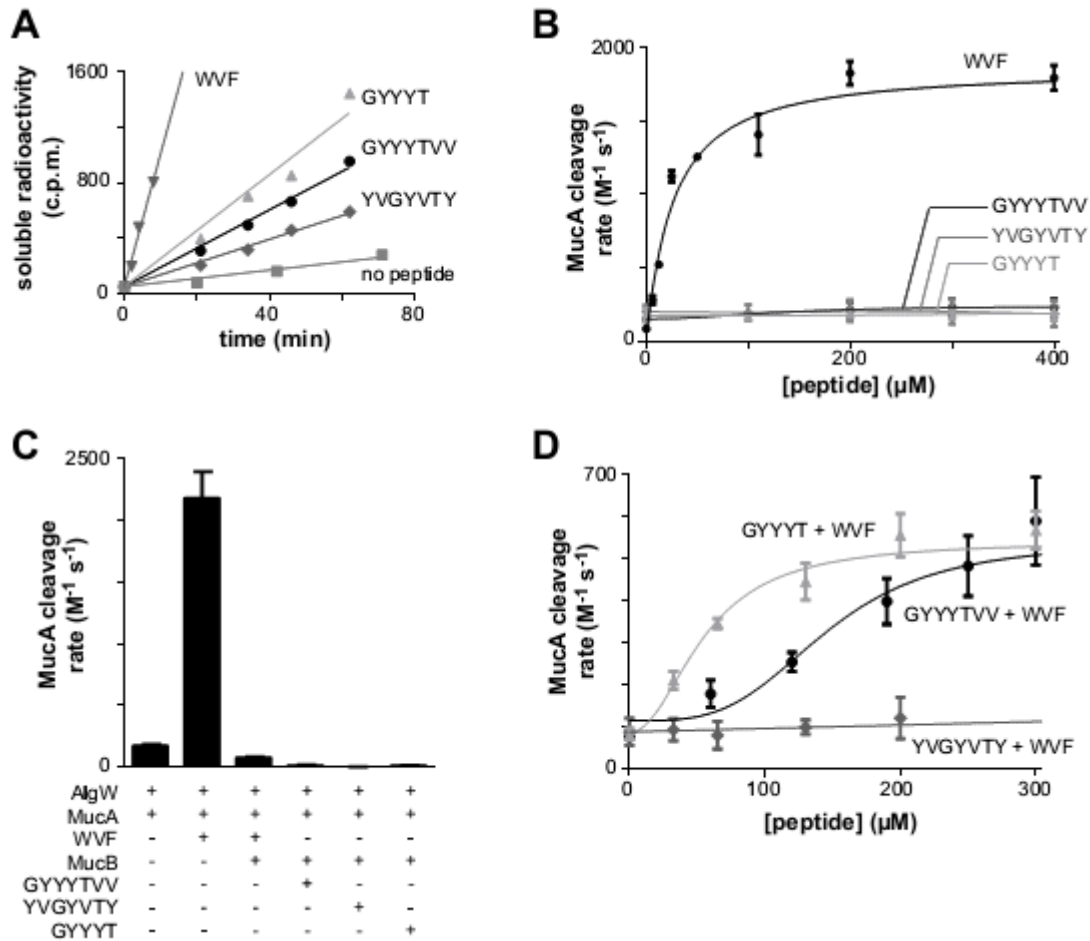 A
soluble radioactivity
(c.p.m.)
1600
800
0
WVF
GYYYT
GYYYTVV
YVGYVTY
no peptide
0 40 80
time (min)
B
MucA cleavage
rate (M-1 s-1)
2000
0
WVF
GYYYTVV
YVGYVTY
GYYYT
0 200 400
[peptide] (µM)
C
MucA cleavage
rate (M-1 s-1)
2500
0
AlgW + + + + + +
MucA + + + + + +
WVF - + + - - -
MucB - - + + + +
GYYYTVV - - - + - -
YVGYVTY - - - - + -
GYYYT - - - - - +
D
MucA cleavage
rate (M-1 s-1)
700
0
GYYYT + WVF
GYYYTVV + WVF
YVGYVTY + WVF
0 100 200 300
[peptide] (µM)